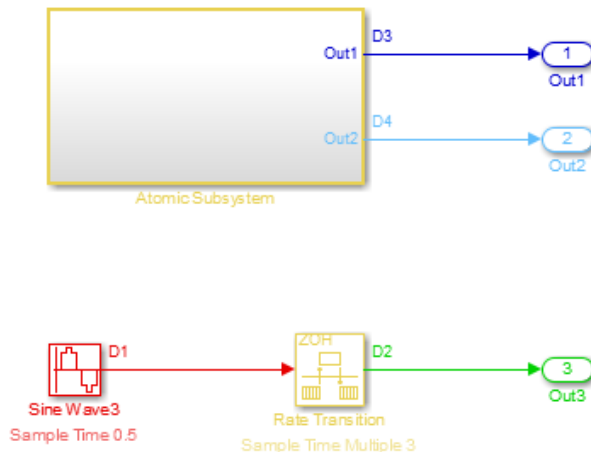 D3
Out1
1
Out1
D4
Out2
2
Out2
Atomic Subsystem
D1
ZOH
D2
3
Out3
Sine Wave3
Rate Transition
Sample Time 0.5
Sample Time Multiple 3